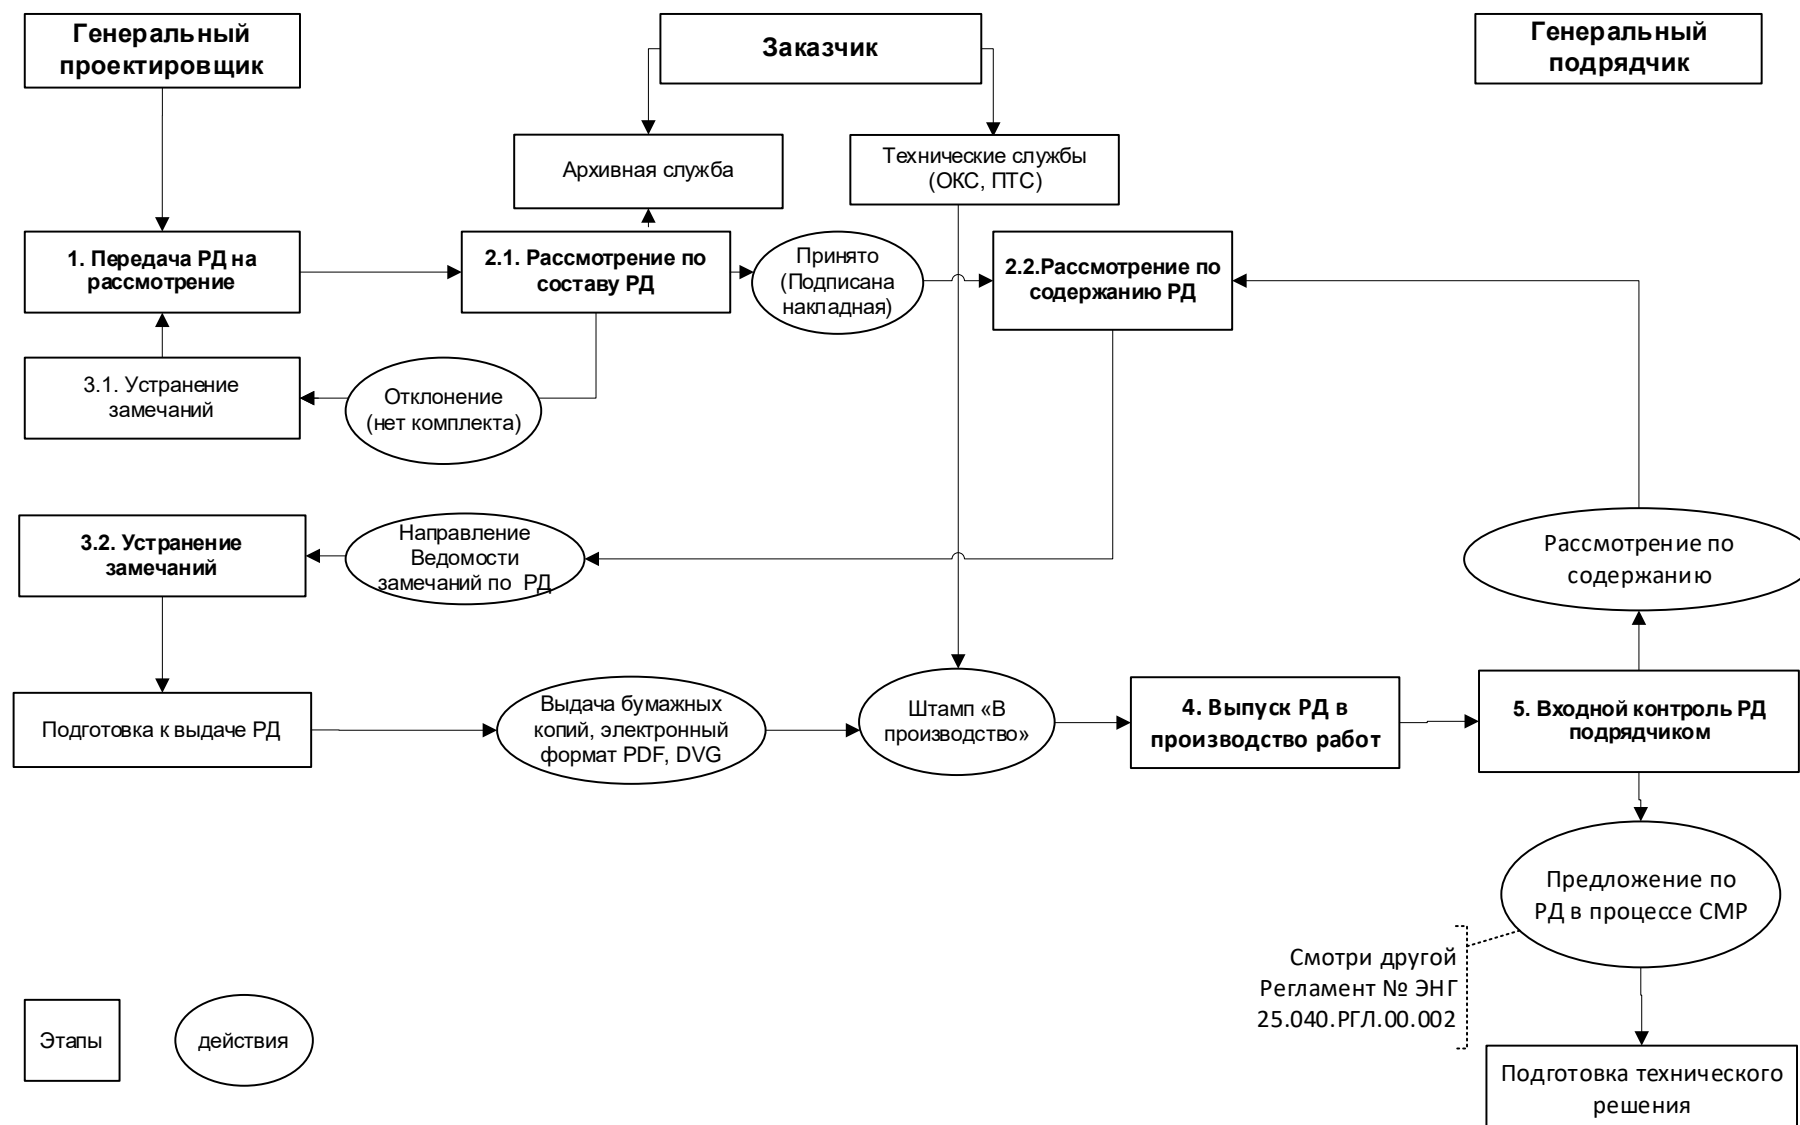 Генеральный
проектировщик
Заказчик
Генеральный
подрядчик
Архивная служба
Технические службы
(ОКС, ПТС)
1. Передача РД на
рассмотрение
2.1. Рассмотрение по
составу РД
Принято
(Подписана
накладная)
2.2.Рассмотрение по
содержанию РД
3.1. Устранение
замечаний
Отклонение
(нет комплекта)
3.2. Устранение
замечаний
Направление
Ведомости
замечаний по РД
Рассмотрение по
содержанию
Подготовка к выдаче РД
Выдача бумажных
копий, электронный
формат PDF, DVG
Штамп «В
производство»
4. Выпуск РД в
производство работ
5. Входной контроль РД
подрядчиком
Предложение по
РД в процессе СМР
Смотри другой
Регламент № ЭНГ
25.040.РГЛ.00.002
Этапы
действия
Подготовка технического
решения